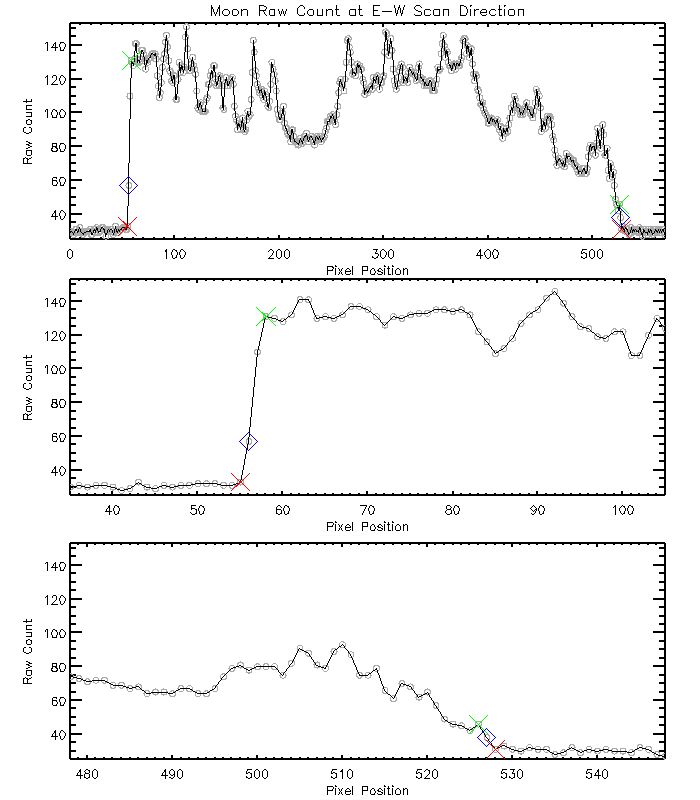 Moon Raw Count at E-W Scan Direction
140
120
100
80
60
40
Raw Count
0 100 200 300 400 500
Pixel Position
140
120
100
80
60
40
Raw Count
40 50 60 70 80 90 100
Pixel Position
140
120
100
80
60
40
Raw Count
480 490 500 510 520 530 540
Pixel Position